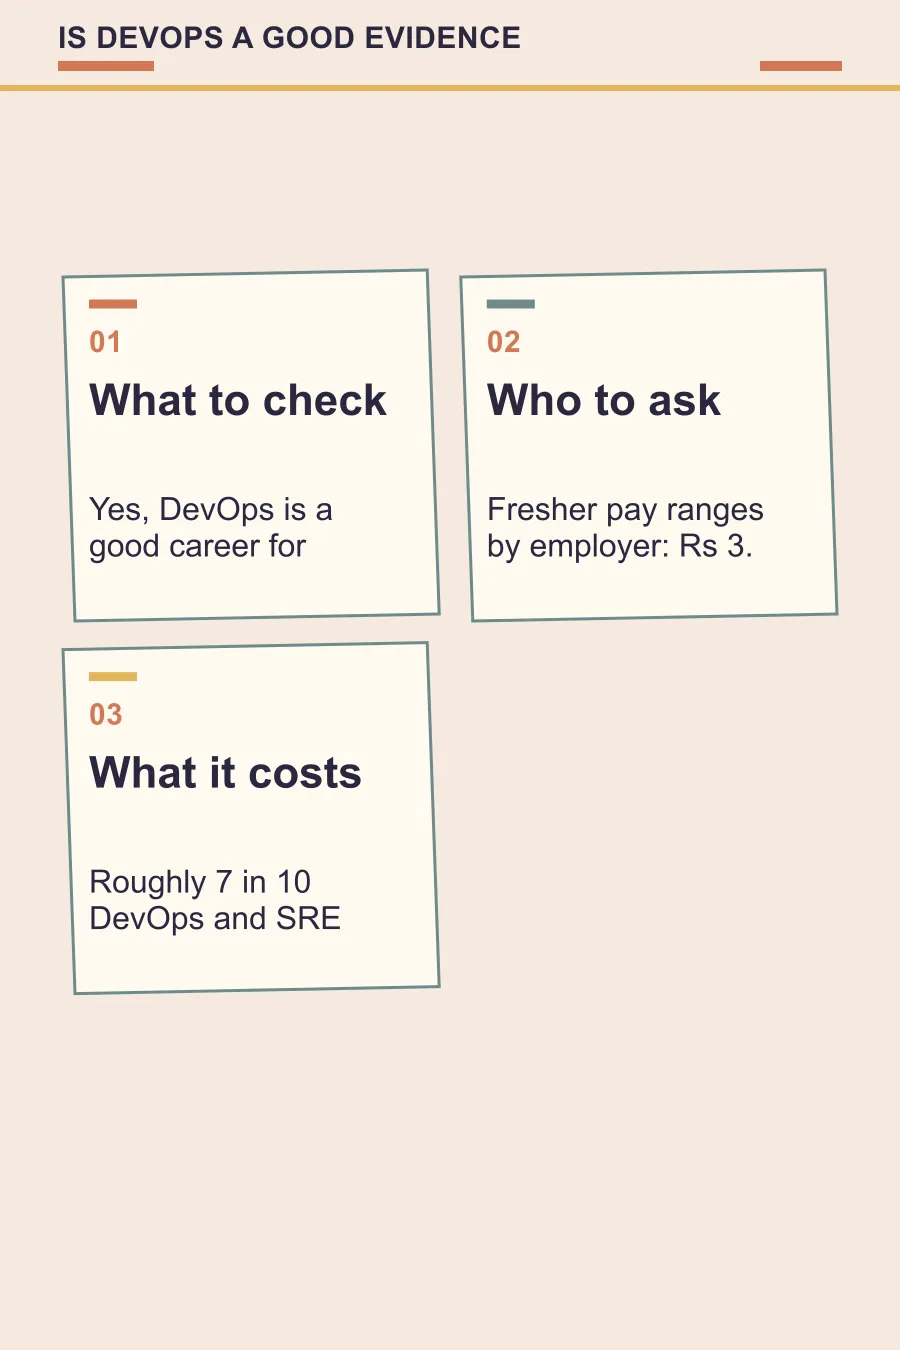 IS DEVOPS A GOOD EVIDENCE
01
What to check
Yes, DevOps is a
good career for
02
Who to ask
Fresher pay ranges
by employer: Rs 3.
03
What it costs
Roughly 7 in 10
DevOps and SRE